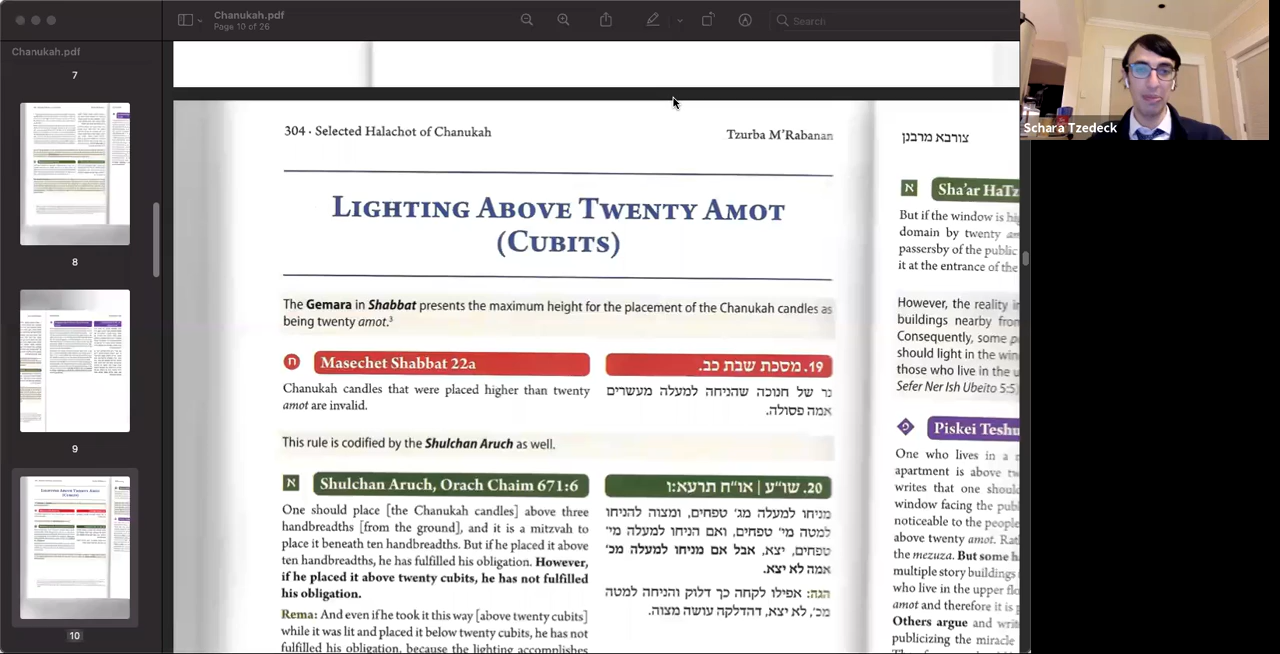 Chanukah.pdf
Page 10 of 26
Search
Chanukah.pdf
7
8
9
10
Schara Tzedeck
304 · Selected Halachot of Chanukah
Tzurba M'Rabanan
Lighting Above Twenty Amot
(Cubits)
The Gemara in Shabbat presents the maximum height for the placement of the Chanukah candles as
being twenty amot.³
ח Masechet Shabbat 22a
Chanukah candles that were placed higher than twenty
amot are invalid.
19. מסכת שבת כב.
נר של חנוכה שהניחה למעלה מעשרים
אמה פסולה.
This rule is codified by the Shulchan Aruch as well.
א Shulchan Aruch, Orach Chaim 671:6
One should place [the Chanukah candles] above three
handbreadths [from the ground], and it is a mitzvah to
place it beneath ten handbreadths. But if he placed it above
ten handbreadths, he has fulfilled his obligation. However,
if he placed it above twenty cubits, he has not fulfilled
his obligation.
Rema: And even if he took it this way [above twenty cubits]
while it was lit and placed it below twenty cubits, he has not
fulfilled his obligation, because the lighting accomplishes
20. שו"ע | או"ח תרעא:ו
מניחו למעלה מג' טפחים, ומצוה להניחו
למטה מי' טפחים, ואם הניחו למעלה מי'
טפחים, יצא, אבל אם מניחו למעלה מכ'
אמה לא יצא.
הגה: אפילו לקחה כך דלוק והניחה למטה
מכ', לא יצא, דהדלקה עושה מצוה.
צורבא מרבנן
א Sha'ar HaTz
But if the window is hi
domain by twenty am
passersby of the public
it at the entrance of the
However, the reality i
buildings nearby from
Consequently, some p
should light in the win
those who live in the u
Sefer Ner Ish Ubeito 5:5
פ Piskei Teshu
One who lives in a
apartment is above tw
writes that one should
window facing the publ
noticeable to the people
above twenty amot. Rat
the mezuza. But some h
multiple story buildings
who live in the upper flo
amot and therefore it is p
Others argue and writ
publicizing the miracle